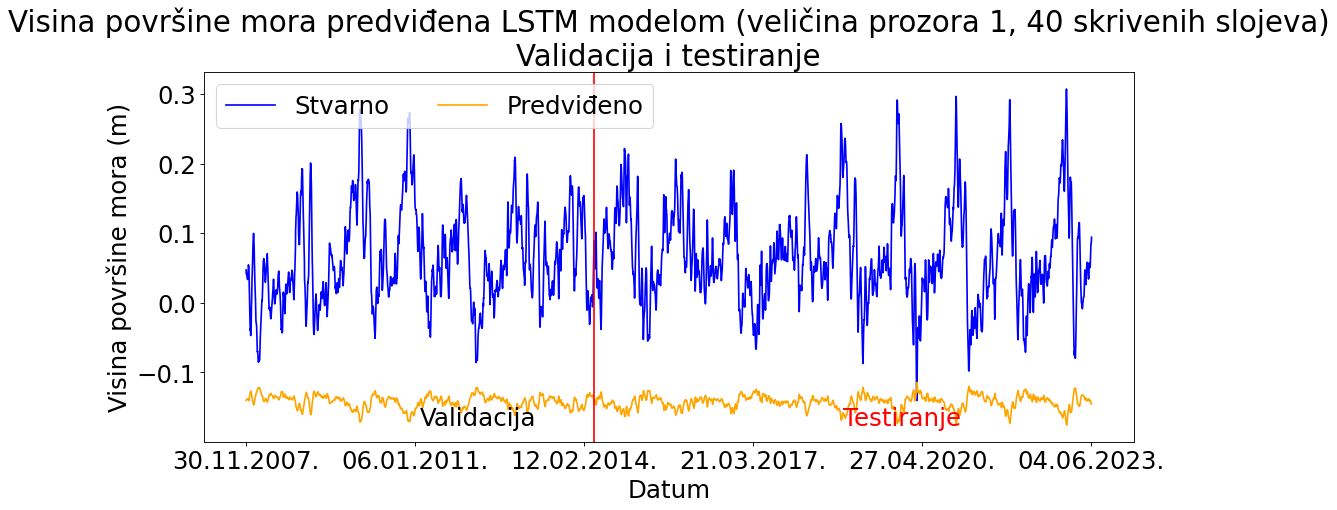 Visina površine mora predviđena LSTM modelom (veličina prozora 1, 40 skrivenih slojeva)
Validacija i testiranje
Stvarno
Predviđeno
Visina površine mora (m)
0.3
0.2
0.1
0.0
−0.1
Validacija
Testiranje
30.11.2007.
06.01.2011.
12.02.2014.
21.03.2017.
27.04.2020.
04.06.2023.
Datum